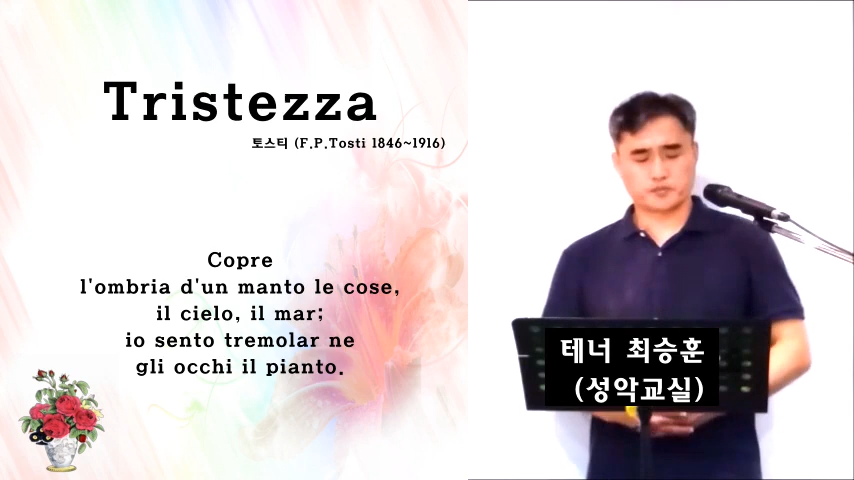 Tristezza
토스티 (F.P.Tosti 1846~1916)
Copre
l'ombria d'un manto le cose,
il cielo, il mar;
io sento tremolar ne
gli occhi il pianto.
테너 최승훈
(성악교실)